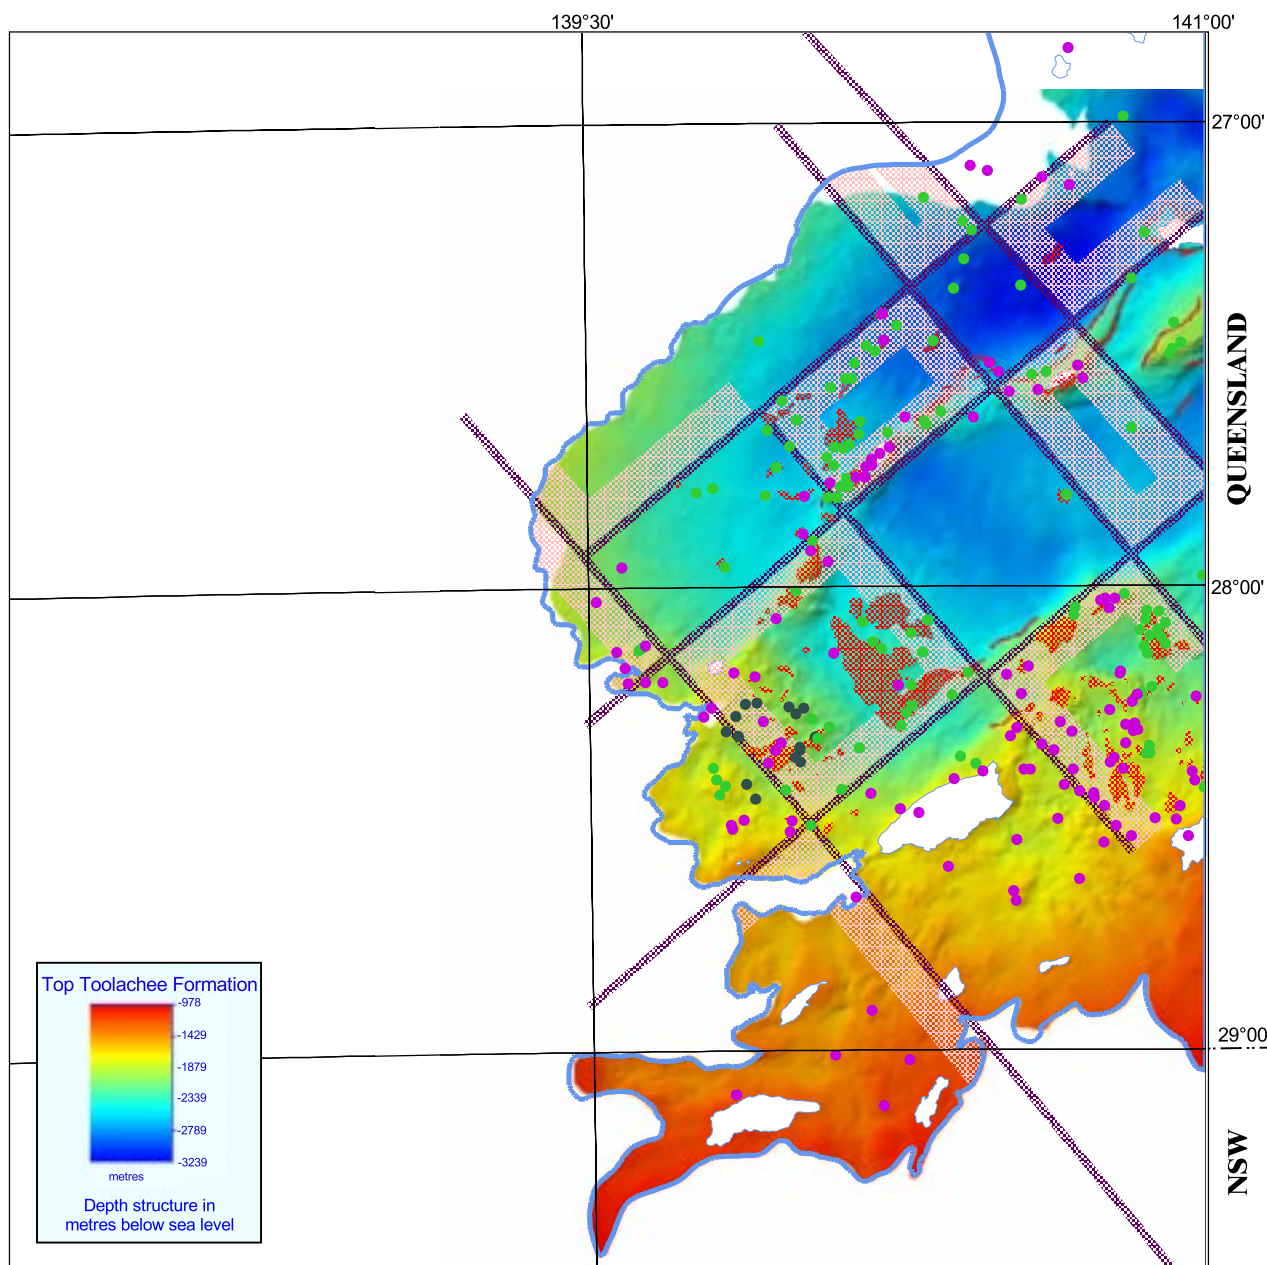 139°30'
141°00'
27°00'
QUEENSLAND
28°00'
29°00'
NSW
Top Toolachee Formation
-978
-1429
-1879
-2339
-2789
-3239
metres
Depth structure in
metres below sea level